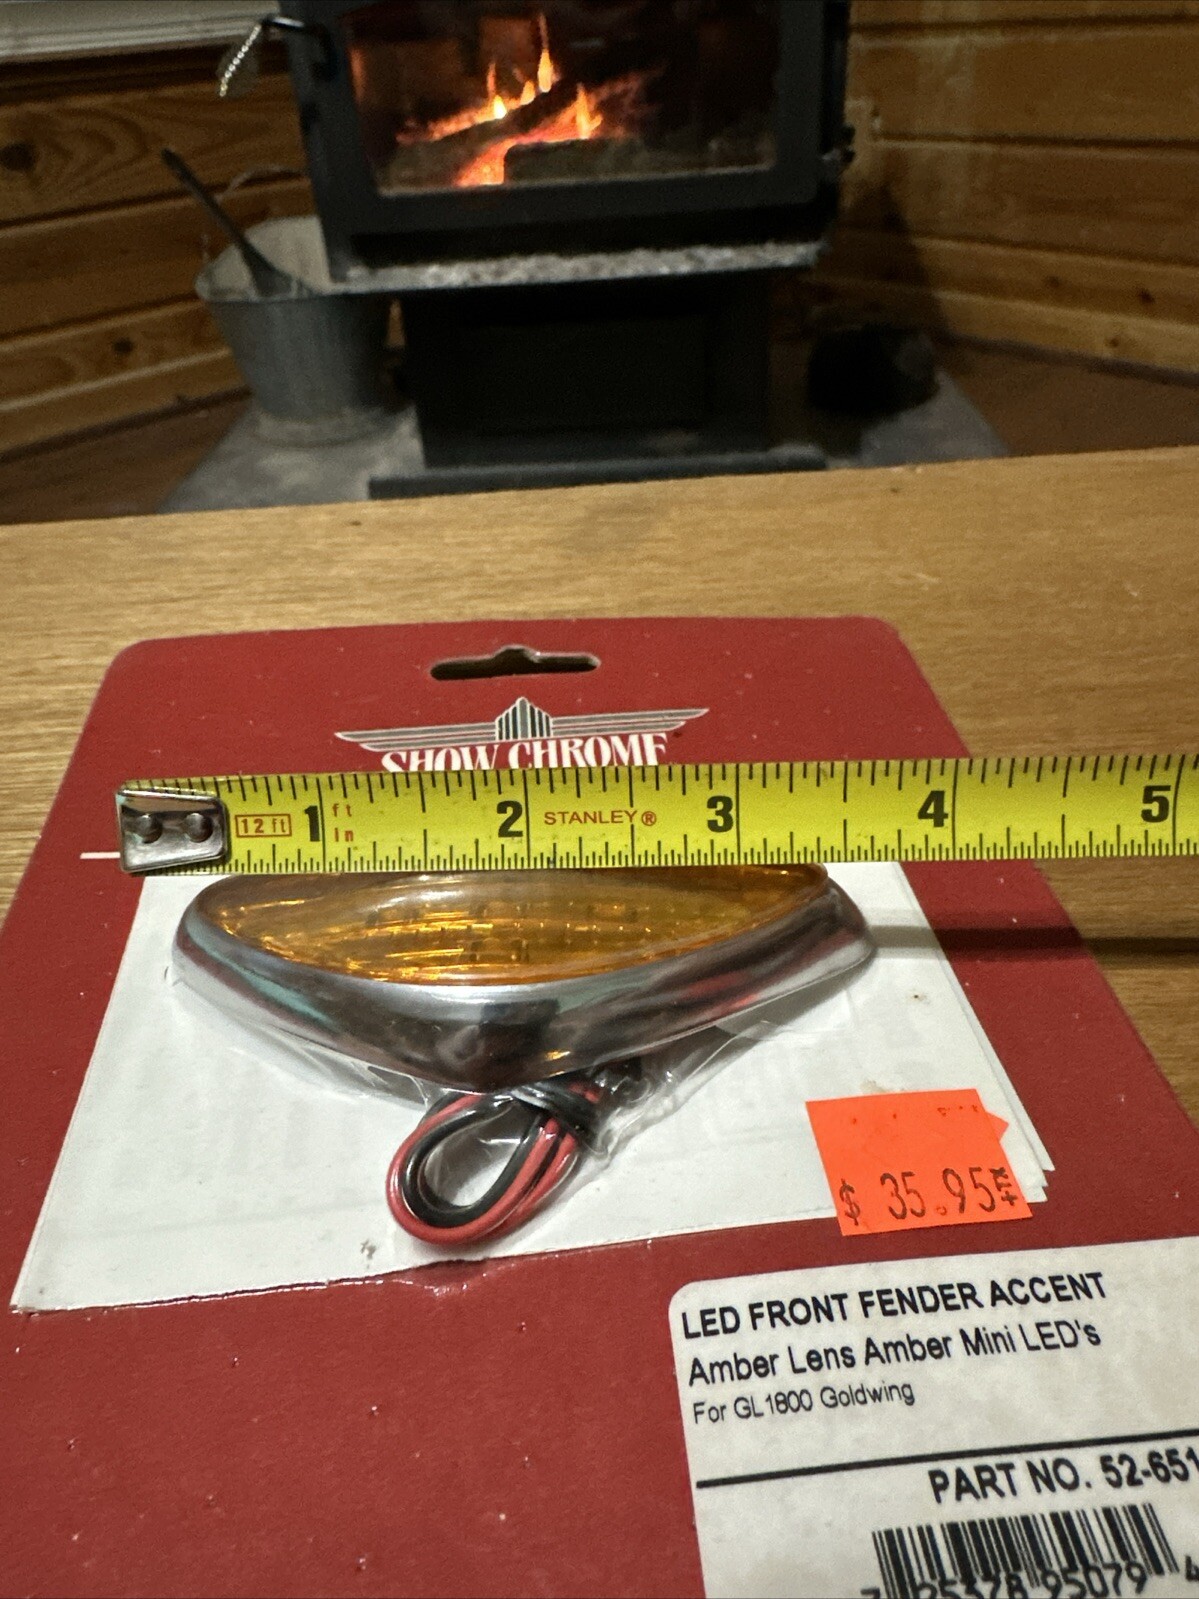 SHOW CHROME
12 ft 1 ft in 2 STANLEY® 3 4 5
$ 35.95
LED FRONT FENDER ACCENT
Amber Lens Amber Mini LED's
For GL1800 Goldwing
PART NO. 52-651
95079